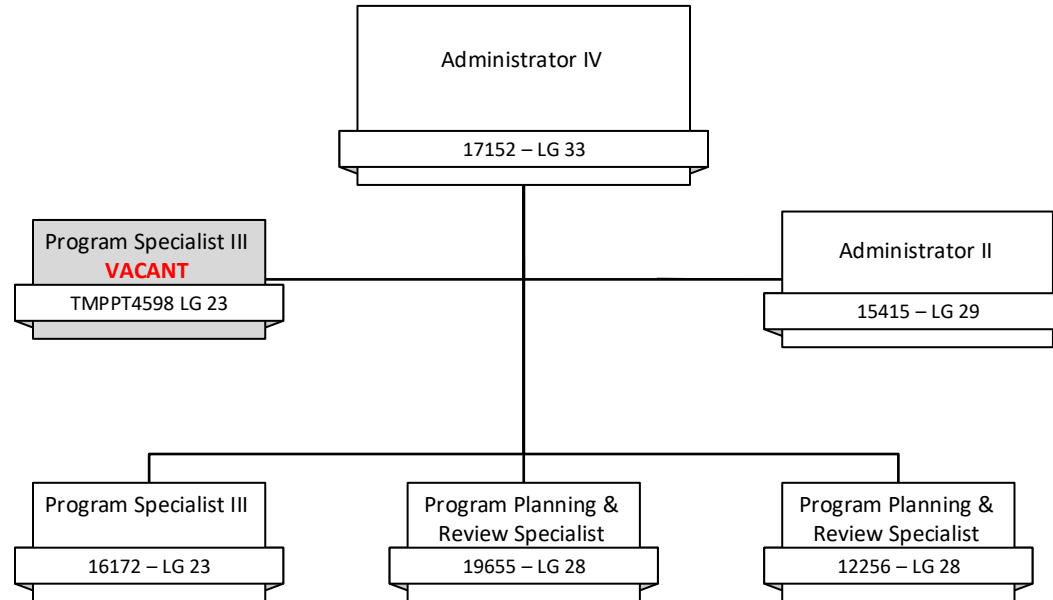 Administrator IV
17152 – LG 33
Program Specialist III
VACANT
TMPPT4598 LG 23
Administrator II
15415 – LG 29
Program Specialist III
16172 – LG 23
Program Planning &
Review Specialist
19655 – LG 28
Program Planning &
Review Specialist
12256 – LG 28